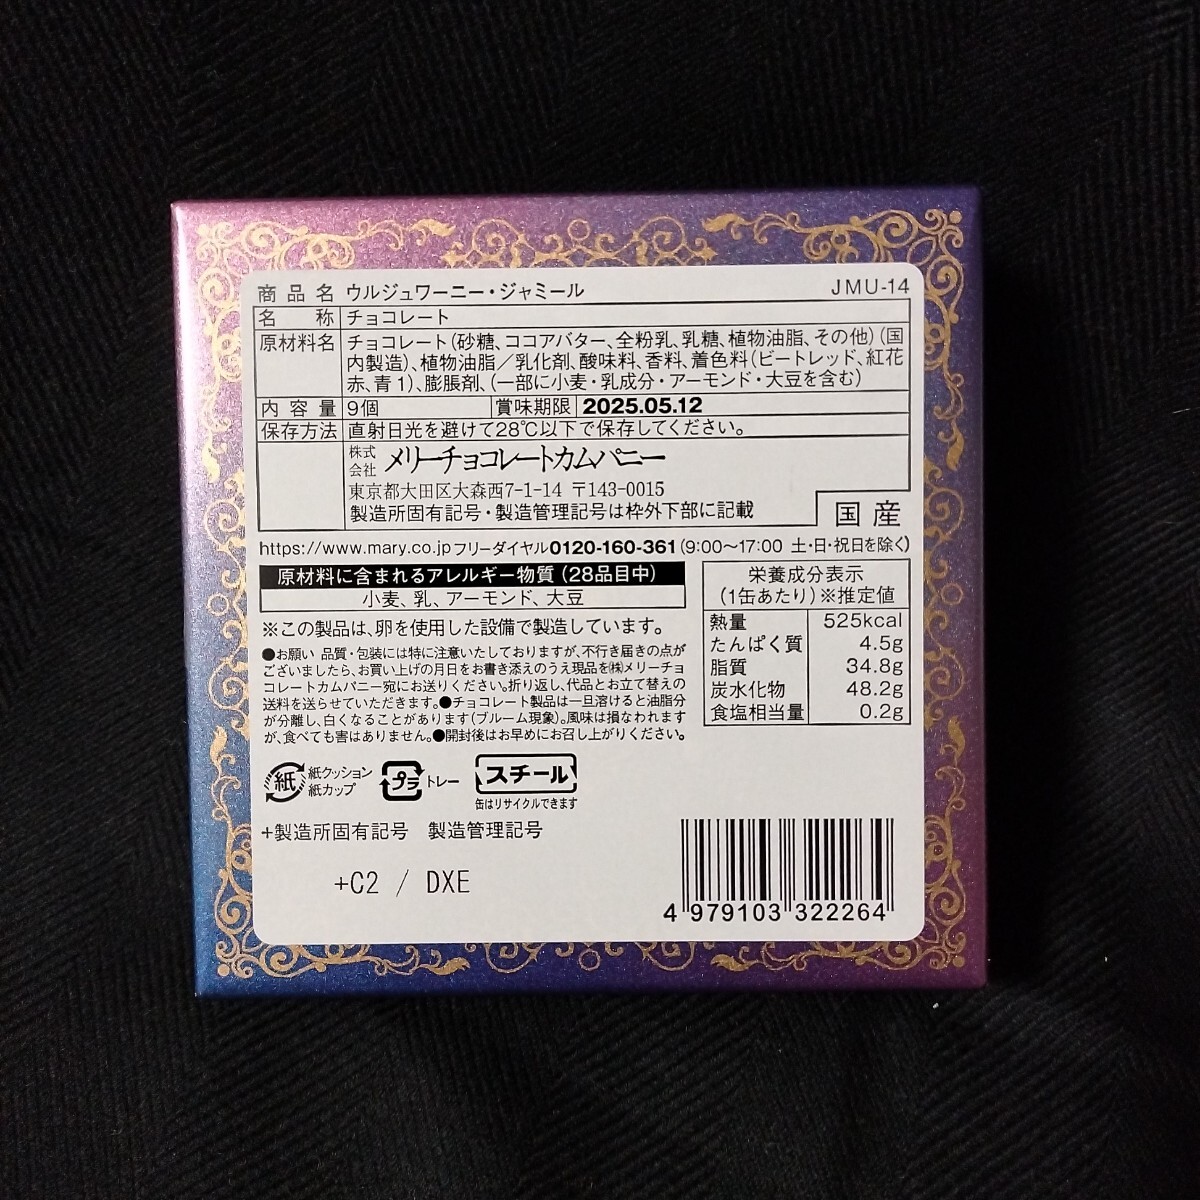 商品名 ウルジュワーニー・ジャミール JMU-14
名称 チョコレート
原材料名 チョコレート(砂糖、ココアバター、全粉乳、乳糖、植物油脂、その他)(国
内製造)、植物油脂/乳化剤、酸味料、香料、着色料(ビートレッド、紅花
赤、青1)、膨脹剤、(一部に小麦・乳成分・アーモンド・大豆を含む)
内容量 9個 賞味期限 2025.05.12
保存方法 直射日光を避けて28℃以下で保存してください。
株式会社 メリーチョコレートカムパニー
東京都大田区大森西7-1-14 〒143-0015
製造所固有記号・製造管理記号は枠外下部に記載
国産
https://www.mary.co.jp フリーダイヤル0120-160-361(9:00〜17:00 土・日・祝日を除く)
原材料に含まれるアレルギー物質(28品目中)
小麦、乳、アーモンド、大豆
※この製品は、卵を使用した設備で製造しています。
●お願い 品質・包装には特に注意いたしておりますが、不行き届きの点が
ございましたら、お買い上げの月日をお書き添えのうえ現品を㈱メリーチョ
コレートカムパニー宛にお送りください。折り返し、代品とお立て替えの
送料を送らせていただきます。●チョコレート製品は一旦溶けると油脂分
が分離し、白くなることがあります(ブルーム現象)。風味は損なわれます
が、食べても害はありません。●開封後はお早めにお召し上がりください。
栄養成分表示
(1缶あたり)※推定値
熱量 525kcal
たんぱく質 4.5g
脂質 34.8g
炭水化物 48.2g
食塩相当量 0.2g
紙 紙クッション
紙カップ
プラ トレー
スチール
缶はリサイクルできます
+製造所固有記号 製造管理記号
+C2 / DXE
4 979103 322264